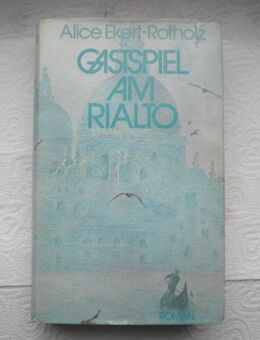 Alice Ekert-Rotholz
GASTSPIEL
AM
RIALTO
ROMAN